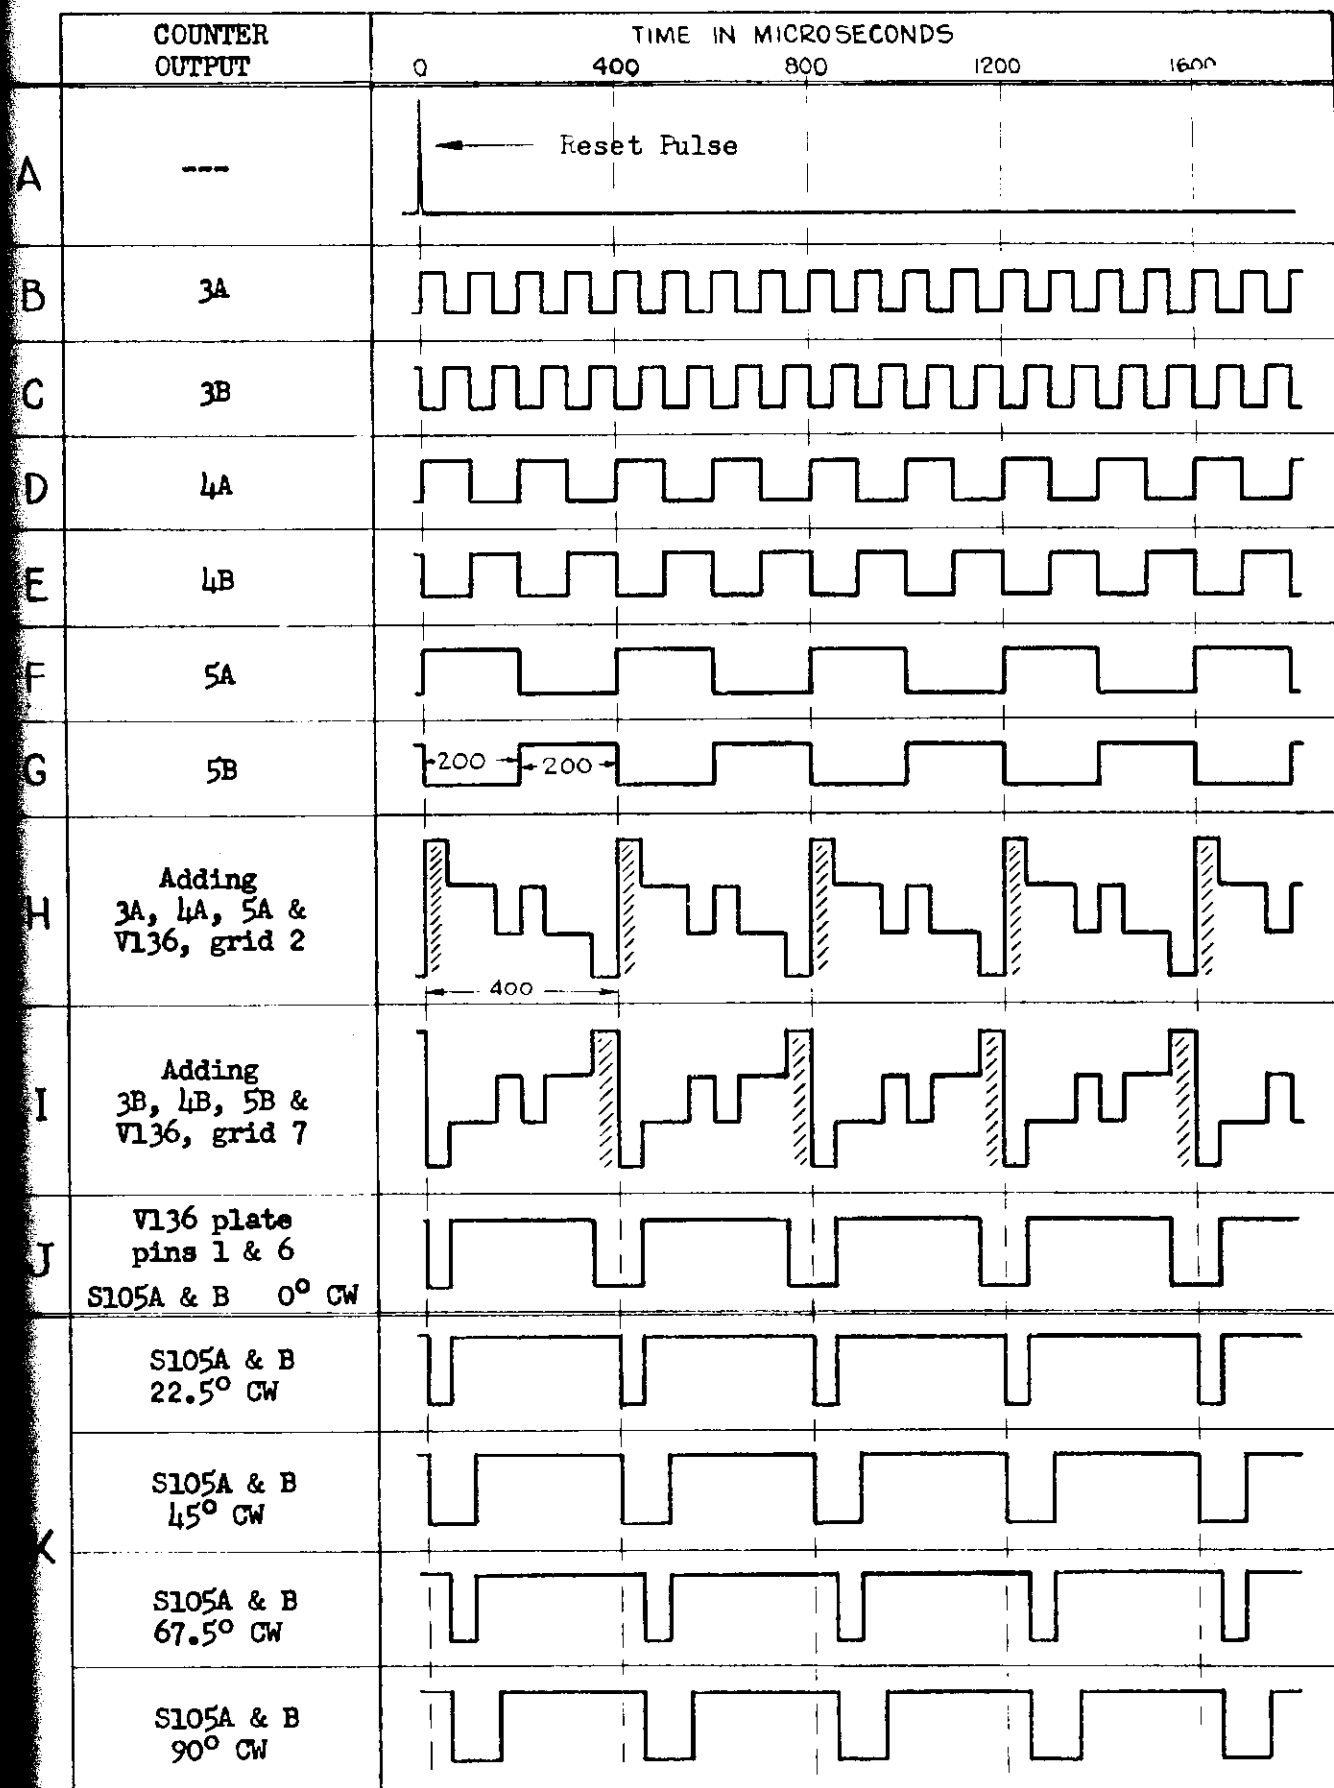 COUNTER
OUTPUT
TIME IN MICROSECONDS
0 400 800 1200 1600
A
---
Reset Pulse
B
3A
C
3B
D
4A
E
4B
F
5A
G
5B
200 200
H
Adding
3A, 4A, 5A &
V136, grid 2
400
I
Adding
3B, 4B, 5B &
V136, grid 7
J
V136 plate
pins 1 & 6
S105A & B 0° CW
K
S105A & B
22.5° CW
S105A & B
45° CW
S105A & B
67.5° CW
S105A & B
90° CW